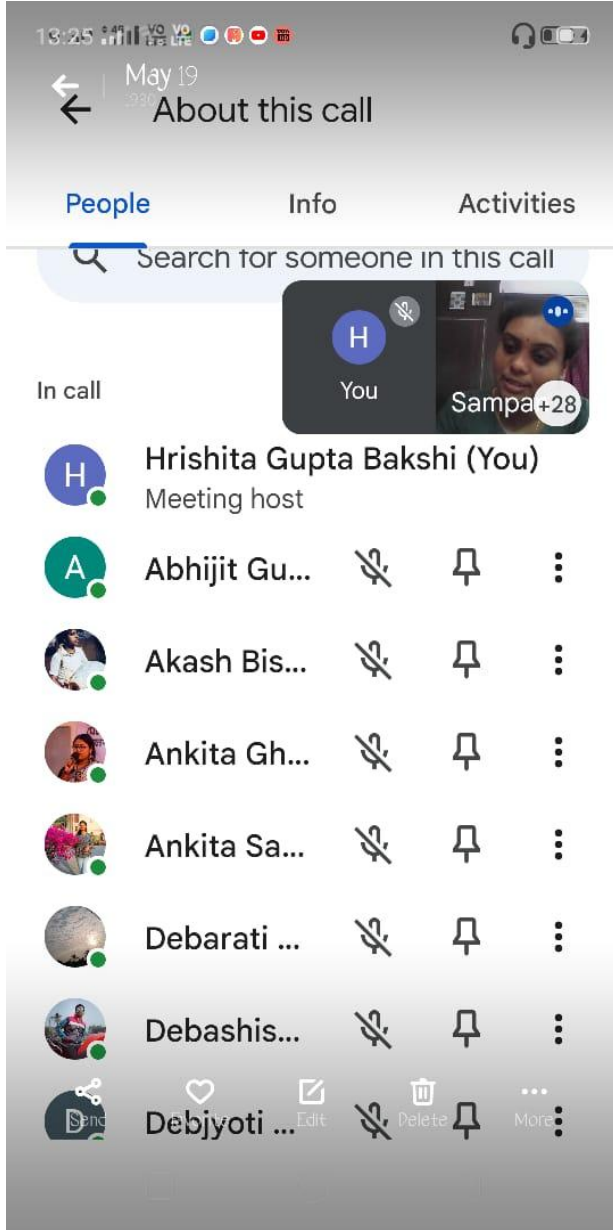 13:25
May 19
About this call
People Info Activities
Search for someone in this call
H
You
Sampa
+28
In call
H
Hrishita Gupta Bakshi (You)
Meeting host
A
Abhijit Gu...
Akash Bis...
Ankita Gh...
Ankita Sa...
Debarati ...
Debashis...
D
Debjyoti ...
Send Favorite Edit Delete More